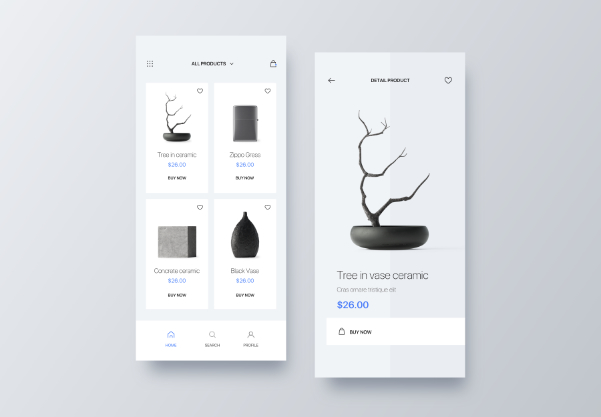 ALL PRODUCTS
Tree in ceramic
$26.00
BUY NOW
Zippo Grass
$26.00
BUY NOW
Concrete ceramic
$26.00
BUY NOW
Black Vase
$26.00
BUY NOW
HOME
SEARCH
PROFILE
DETAIL PRODUCT
Tree in vase ceramic
Cras ornare tristique elit
$26.00
BUY NOW